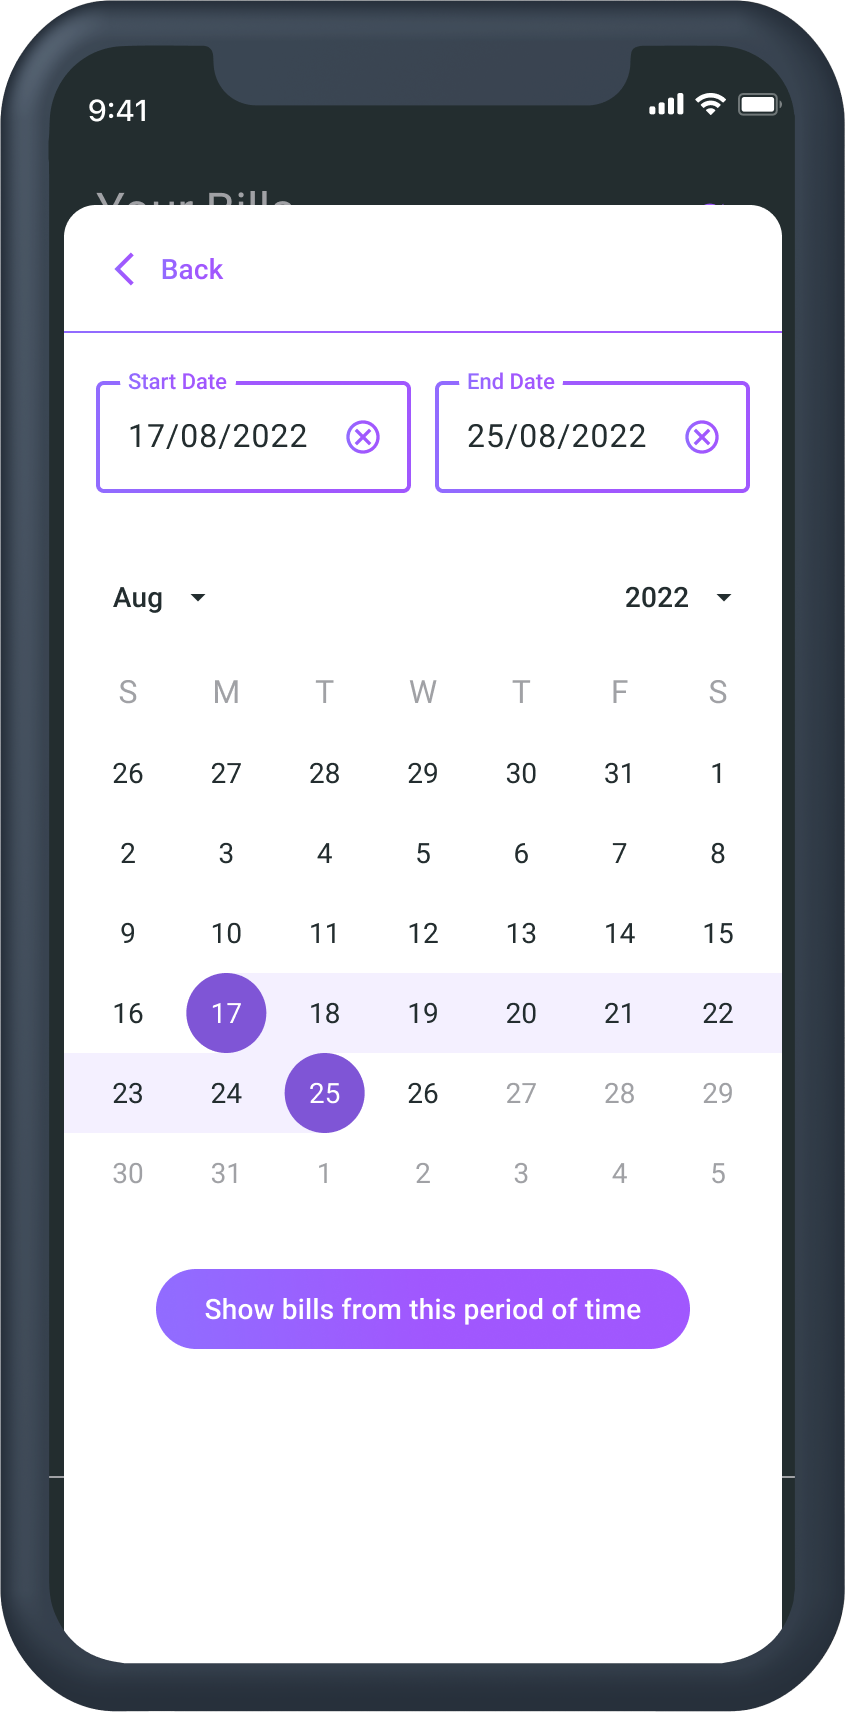 9:41
Your Bills
Back
Start Date End Date
17/08/2022 25/08/2022
Aug 2022
S M T W T F S
26 27 28 29 30 31 1
2 3 4 5 6 7 8
9 10 11 12 13 14 15
16 17 18 19 20 21 22
23 24 25 26 27 28 29
30 31 1 2 3 4 5
Show bills from this period of time